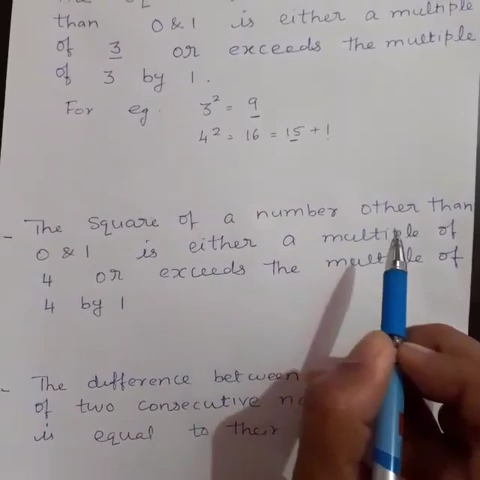 than 0 & 1 is either a multiple
of 3 or exceeds the multiple
of 3 by 1.
For eg. 3² = 9
4² = 16 = 15 + 1
- The square of a number other than
0 & 1 is either a multiple of
4 or exceeds the multiple of
4 by 1
- The difference between
of two consecutive
is equal to their